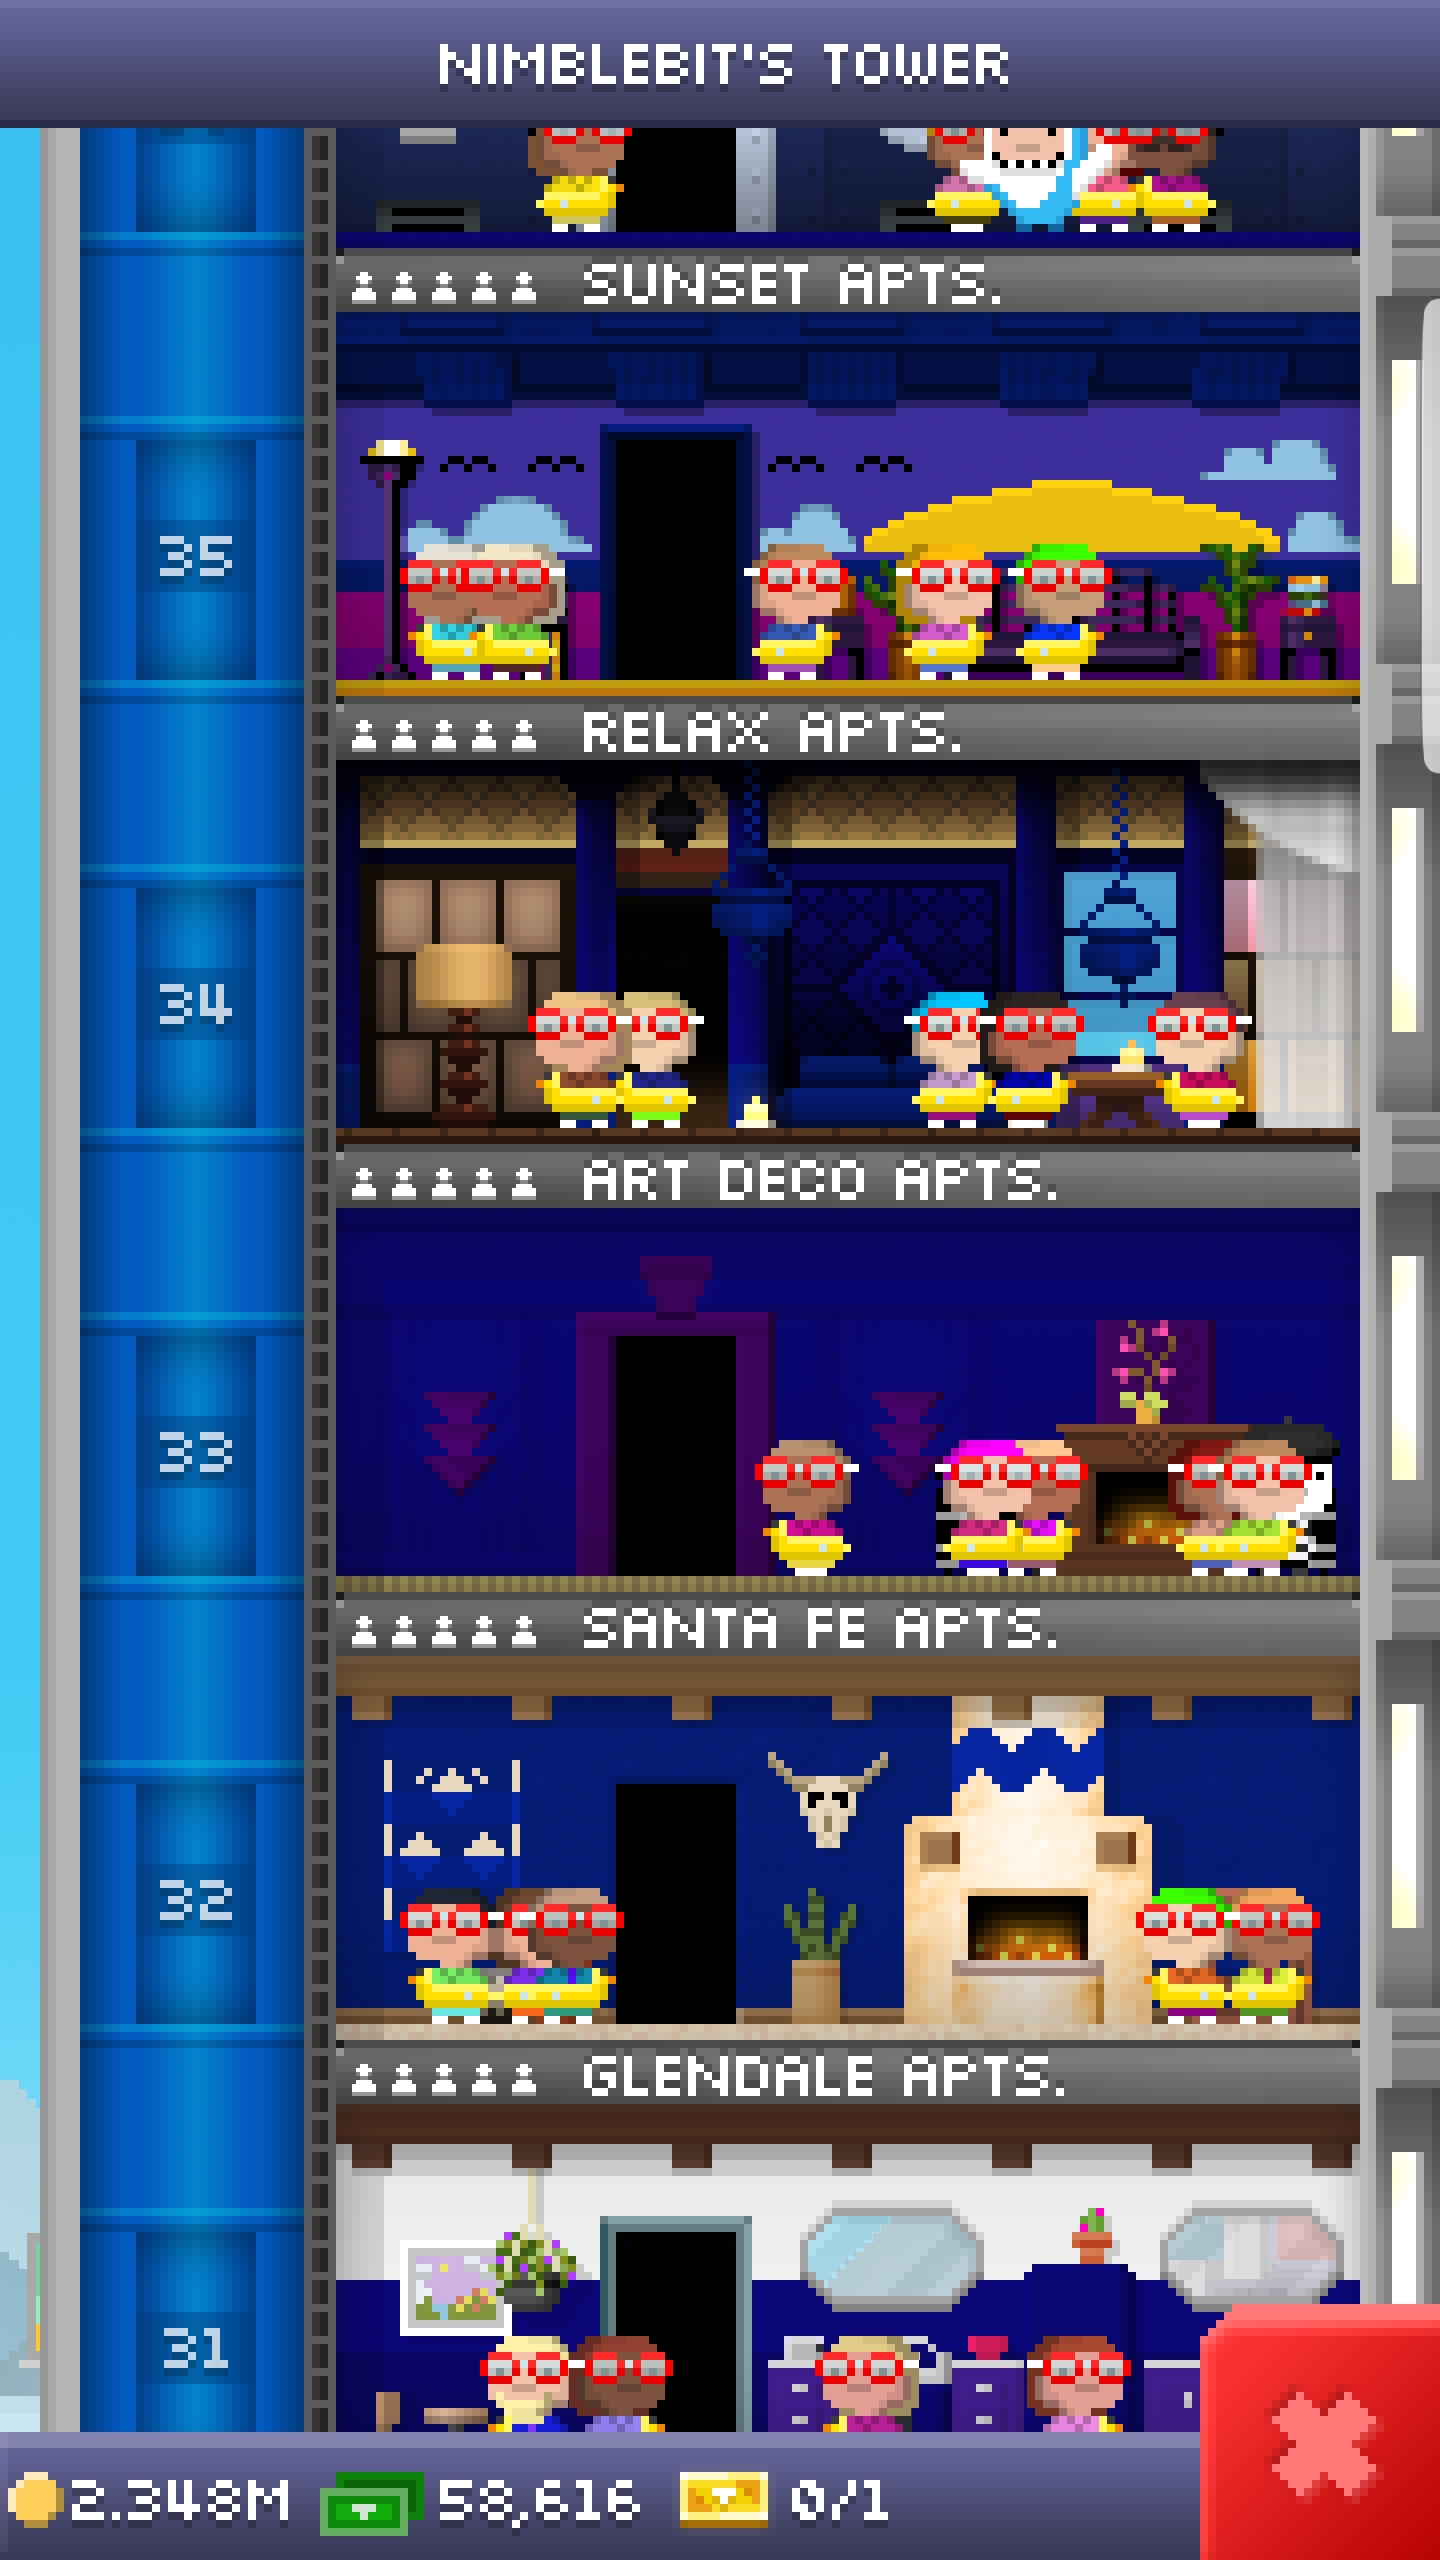 NIMBLEBIT'S TOWER
SUNSET APTS.
35
RELAX APTS.
34
ART DECO APTS.
33
SANTA FE APTS.
32
GLENDALE APTS.
31
2.348M 58,616 0/1